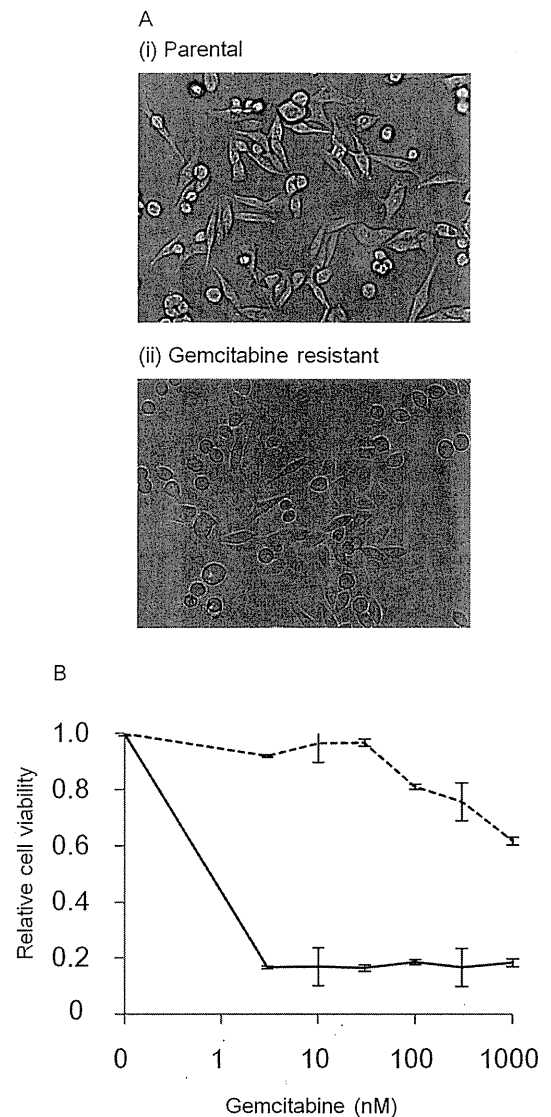 A
(i) Parental
(ii) Gemcitabine resistant
B
1.0
0.8
0.6
0.4
0.2
0
Relative cell viability
0 1 10 100 1000
Gemcitabine (nM)